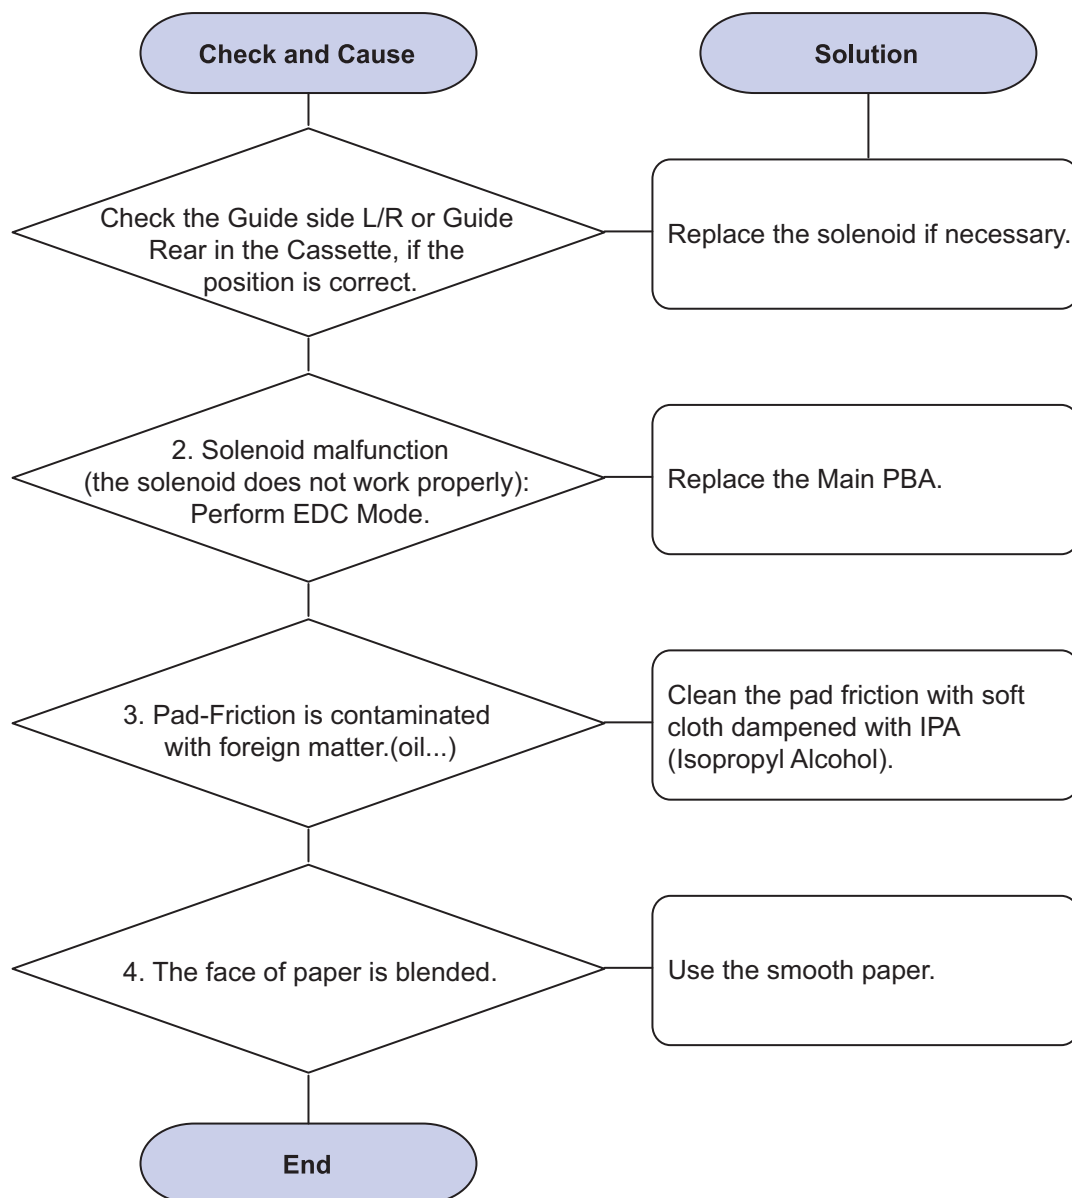 Check and Cause
Solution
Check the Guide side L/R or Guide
Rear in the Cassette, if the
position is correct.
Replace the solenoid if necessary.
2. Solenoid malfunction
(the solenoid does not work properly):
Perform EDC Mode.
Replace the Main PBA.
3. Pad-Friction is contaminated
with foreign matter.(oil...)
Clean the pad friction with soft
cloth dampened with IPA
(Isopropyl Alcohol).
4. The face of paper is blended.
Use the smooth paper.
End